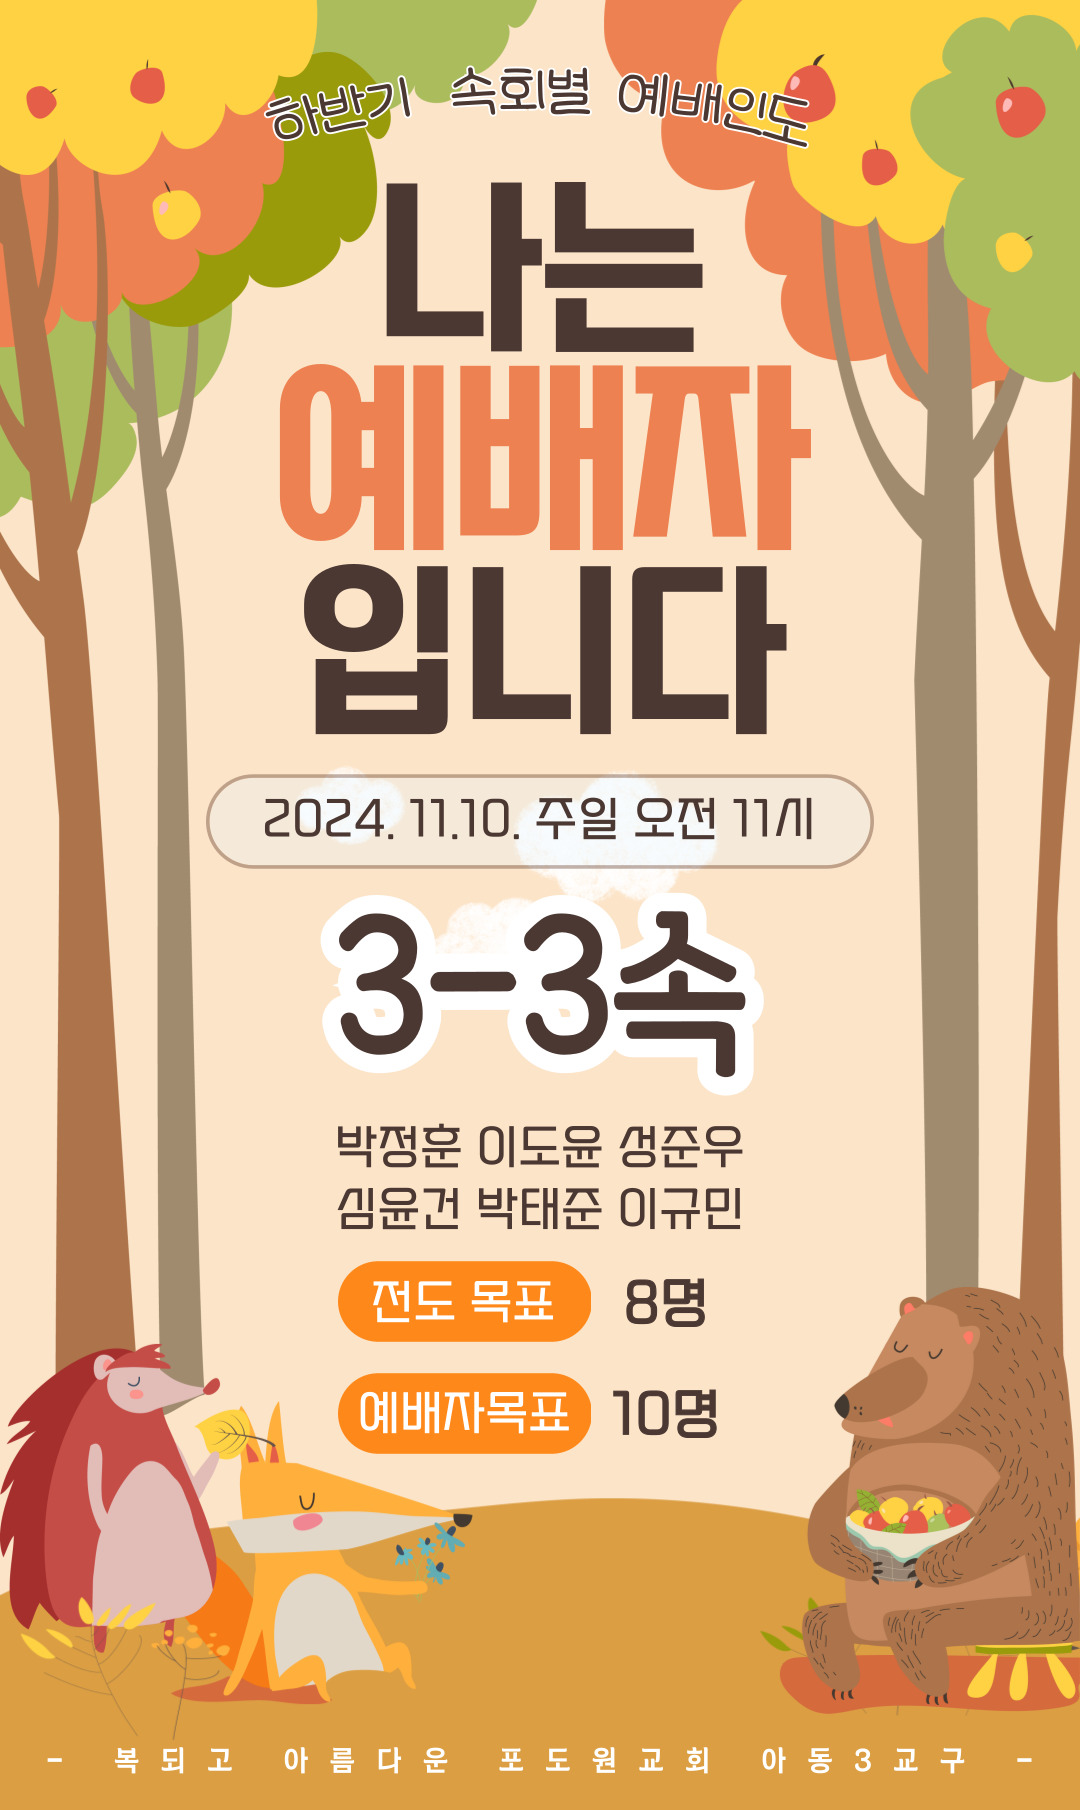 하반기 속회별 예배인도
나는
예배자
입니다
2024. 11.10. 주일 오전 11시
3-3속
박정훈 이도윤 성준우
심윤건 박태준 이규민
전도 목표 8명
예배자목표 10명
- 복되고 아름다운 포도원교회 아동3교구 -